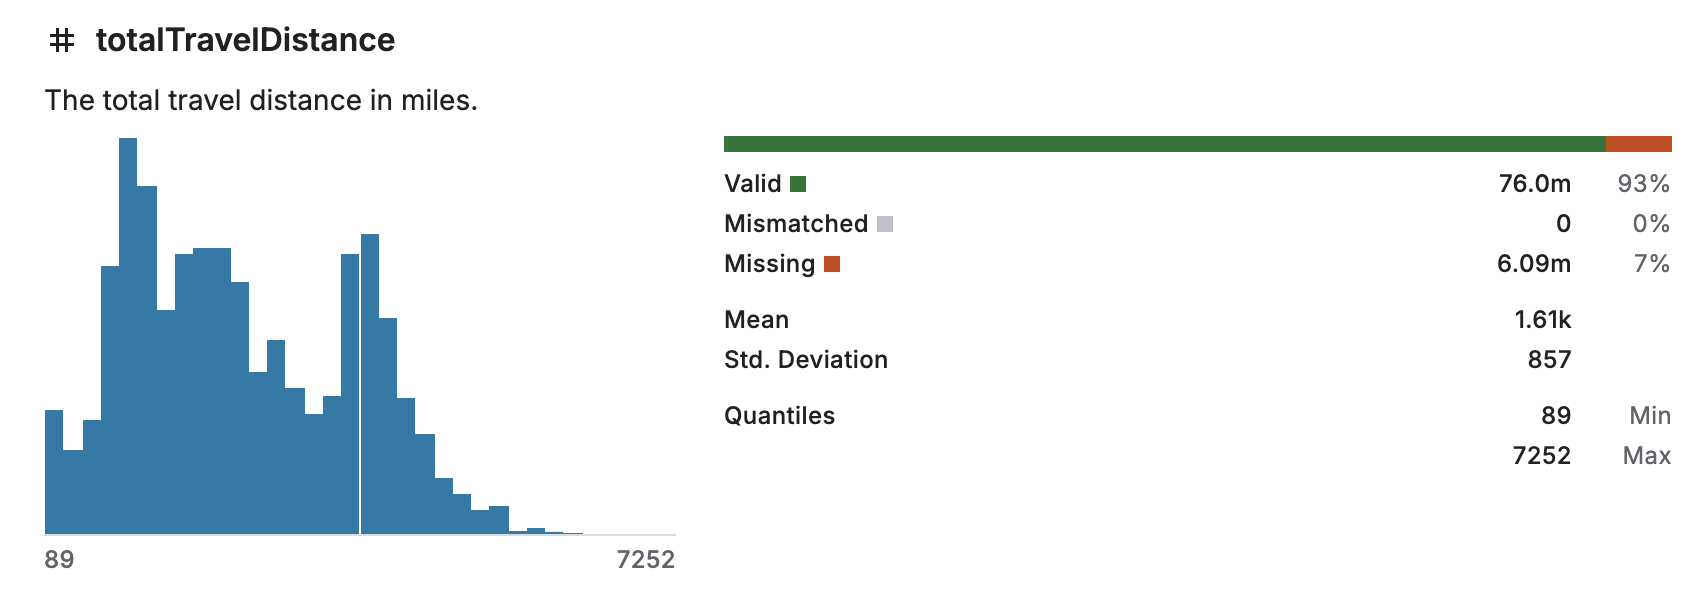 # totalTravelDistance
The total travel distance in miles.
89 7252
Valid 76.0m 93%
Mismatched 0 0%
Missing 6.09m 7%
Mean 1.61k
Std. Deviation 857
Quantiles 89 Min
7252 Max